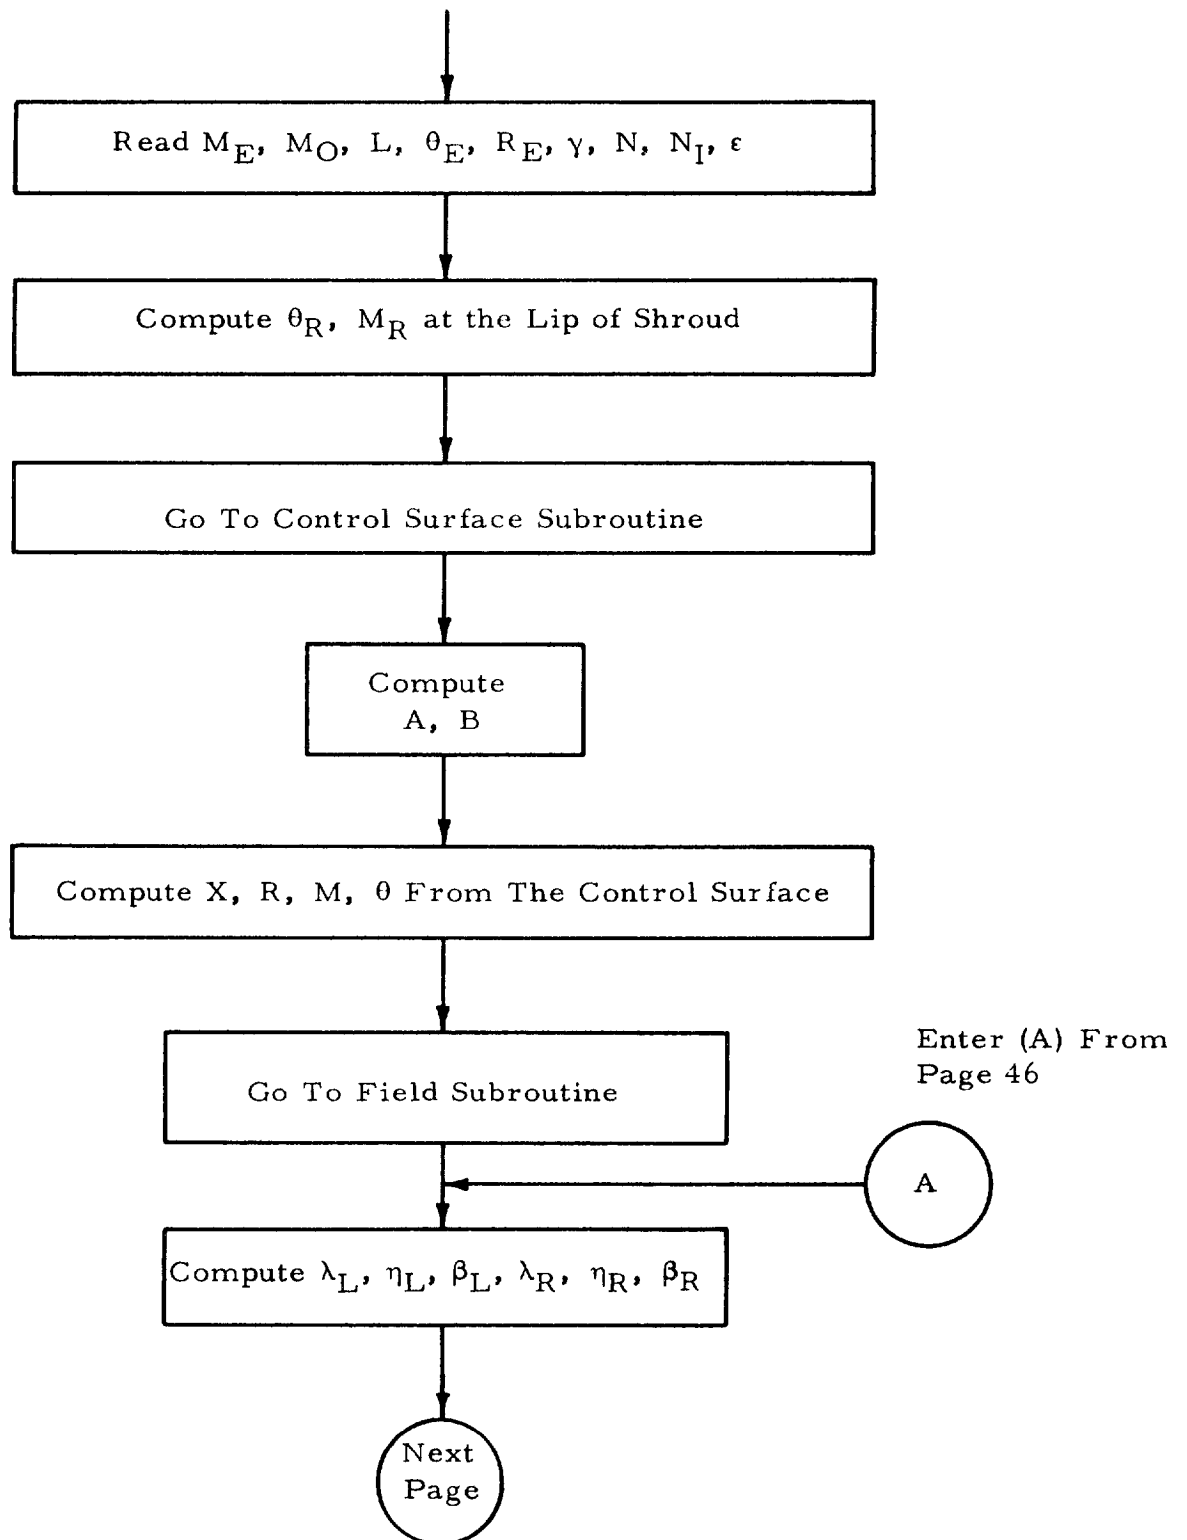 Read M_E, M_O, L, θ_E, R_E, γ, N, N_I, ε
Compute θ_R, M_R at the Lip of Shroud
Go To Control Surface Subroutine
Compute
A, B
Compute X, R, M, θ From The Control Surface
Go To Field Subroutine
Enter (A) From
Page 46
A
Compute λ_L, η_L, β_L, λ_R, η_R, β_R
Next
Page